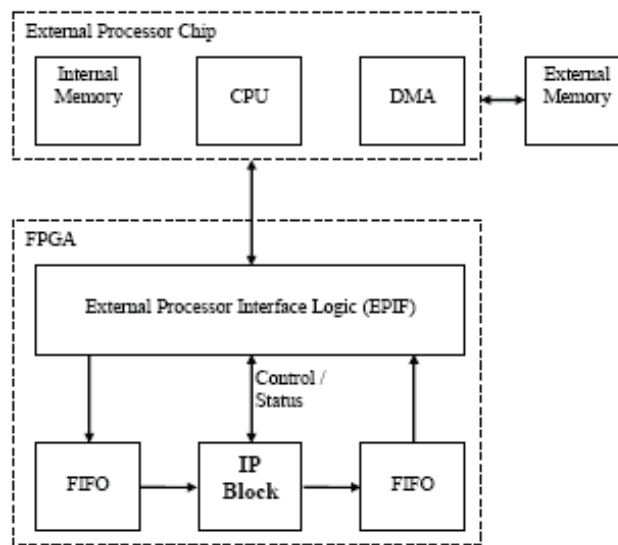 External Processor Chip
Internal
Memory
CPU
DMA
External
Memory
FPGA
External Processor Interface Logic (EPIF)
Control /
Status
FIFO
IP
Block
FIFO